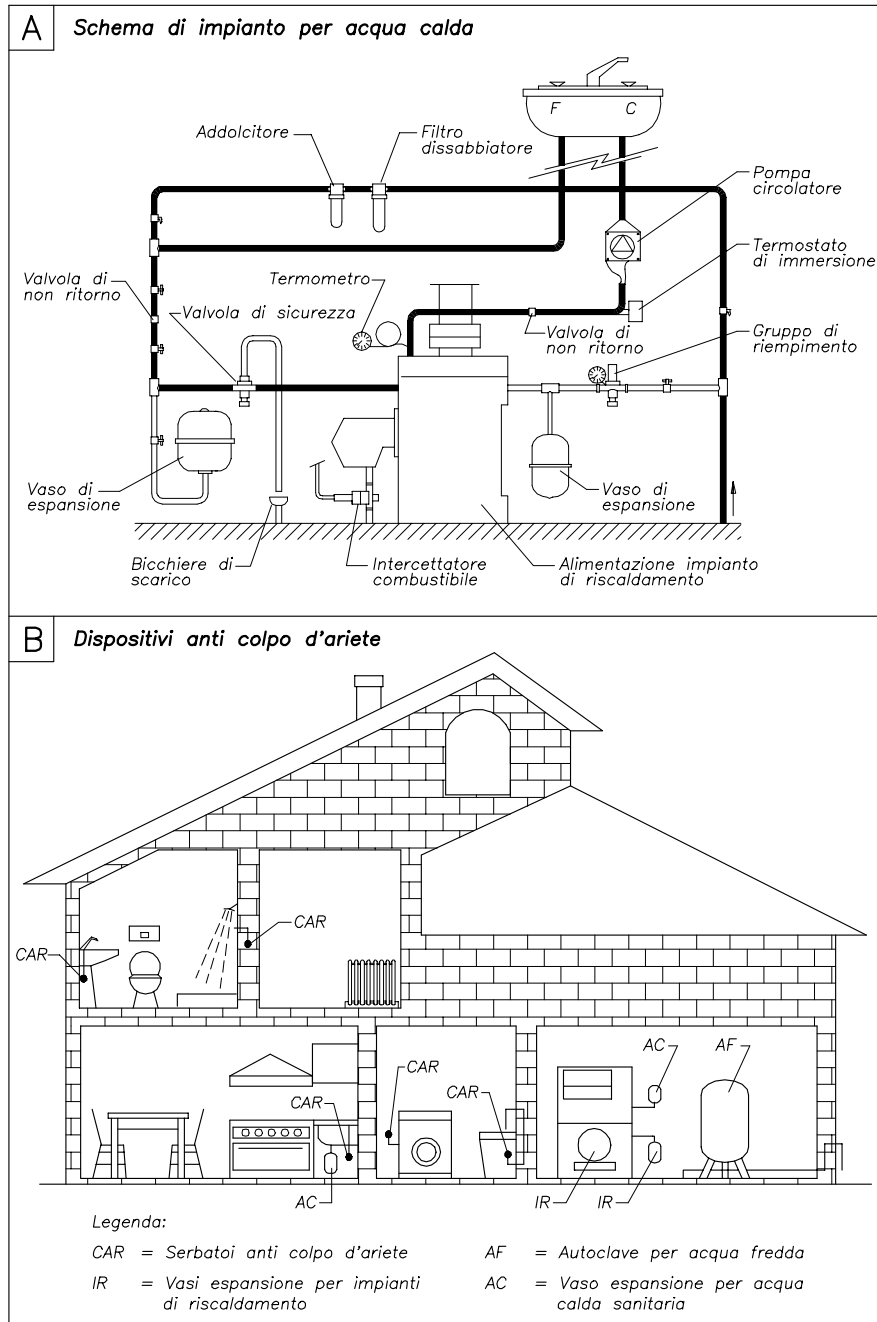 A
Schema di impianto per acqua calda
F
C
Addolcitore
Filtro
dissabbiatore
Pompa
circolatore
Termostato
di immersione
Valvola di
non ritorno
Termometro
Valvola di sicurezza
Valvola di
non ritorno
Gruppo di
riempimento
Vaso di
espansione
Vaso di
espansione
Bicchiere di
scarico
Intercettatore
combustibile
Alimentazione impianto
di riscaldamento
B
Dispositivi anti colpo d'ariete
CAR
CAR
CAR
CAR
CAR
AC
AF
AC
IR
IR
Legenda:
CAR = Serbatoi anti colpo d'ariete
IR = Vasi espansione per impianti
di riscaldamento
AF = Autoclave per acqua fredda
AC = Vaso espansione per acqua
calda sanitaria